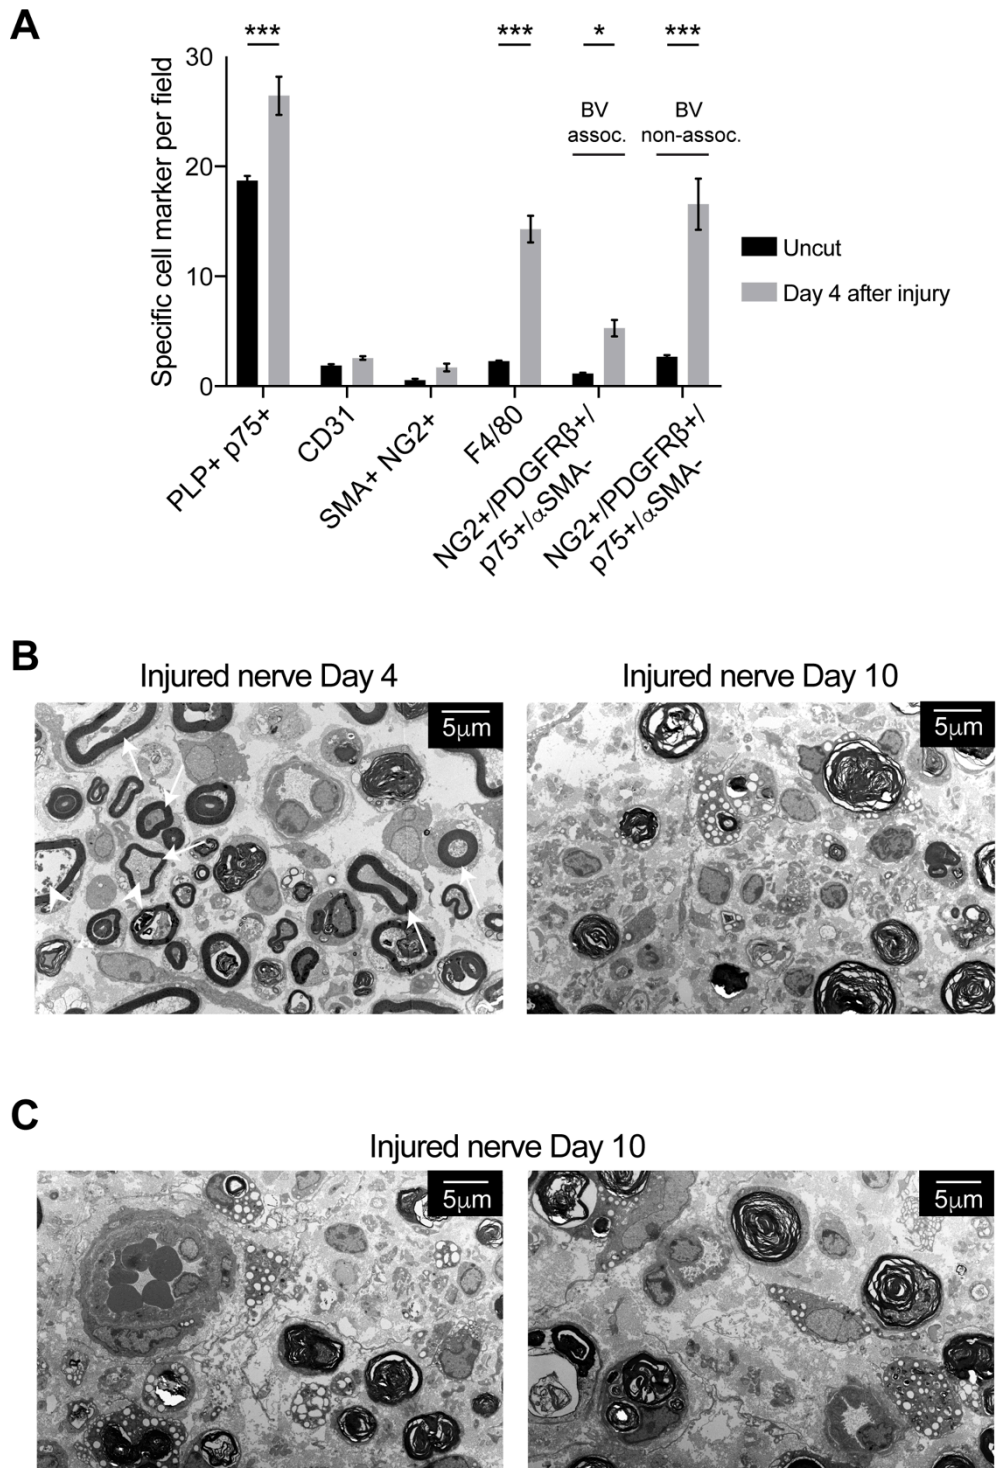 A
*** *** * ***
BV assoc.
BV non-assoc.
Specific cell marker per field
30
20
10
0
Uncut
Day 4 after injury
PLP+ p75+
CD31
SMA+ NG2+
F4/80
NG2+/PDGFRβ+/
p75+/αSMA-
NG2+/PDGFRβ+/
p75+/αSMA-
B
Injured nerve Day 4
Injured nerve Day 10
5μm
5μm
C
Injured nerve Day 10
5μm
5μm